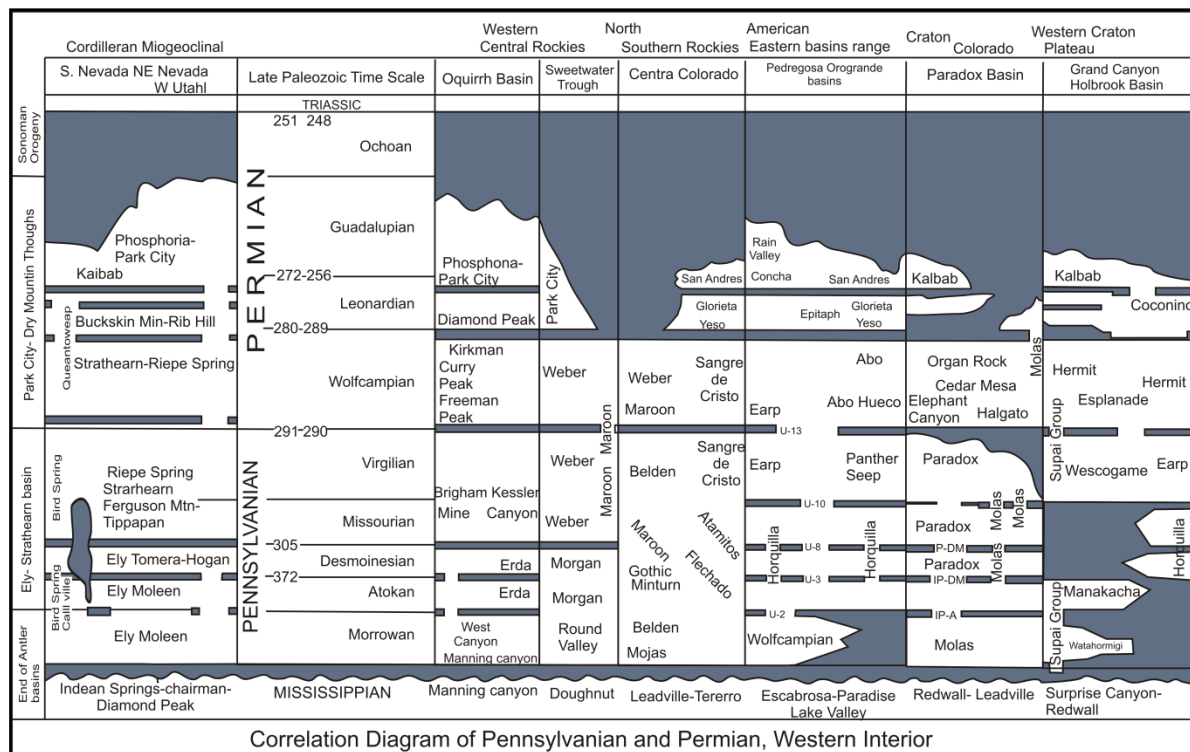 Western
North
American
Western Craton
Cordilleran Miogeoclinal
Central Rockies
Southern Rockies
Eastern basins range
Craton
Colorado
Plateau
S. Nevada NE Nevada
W Utahl
Late Paleozoic Time Scale
Oquirrh Basin
Sweetwater
Trough
Centra Colorado
Pedregosa Orogrande
basins
Paradox Basin
Grand Canyon
Holbrook Basin
TRIASSIC
Sonoman
Orogeny
Park City- Dry Mountin Thoughs
Ely- Strathearn basin
End of Antler
basins
Phosphoria-
Park City
Kaibab
Queantoweap
Buckskin Min-Rib Hill
Strathearn-Riepe Spring
Bird Spring
Riepe Spring
Strarhearn
Ferguson Mtn-
Tippapan
Ely Tomera-Hogan
Bird Spring
Call ville
Ely Moleen
Ely Moleen
Indean Springs-chairman-
Diamond Peak
PERMIAN
PENNSYLVANIAN
251 248
Ochoan
Guadalupian
272-256
Leonardian
280-289
Wolfcampian
291-290
Virgilian
Missourian
305
Desmoinesian
372
Atokan
Morrowan
MISSISSIPPIAN
Phosphona-
Park City
Diamond Peak
Kirkman
Curry
Peak
Freeman
Peak
Brigham Kessler
Mine Canyon
Erda
Erda
West
Canyon
Manning canyon
Manning canyon
Park City
Weber
Maroon
Weber
Maroon
Weber
Morgan
Morgan
Round
Valley
Doughnut
San Andres
Glorieta
Yeso
Weber
Sangre
de
Cristo
Maroon
Belden
Sangre
de
Cristo
Atamitos
Maroon
Flechado
Gothic
Minturn
Belden
Mojas
Leadville-Tererro
Rain
Valley
Concha
San Andres
Epitaph
Glorieta
Yeso
Abo
Earp
Abo Hueco
U-13
Earp
Panther
Seep
U-10
Horquilla
U-8
Horquilla
U-3
U-2
Wolfcampian
Escabrosa-Paradise
Lake Valley
Kalbab
Molas
Organ Rock
Cedar Mesa
Elephant
Canyon
Halgato
Paradox
Molas
Molas
Paradox
P-DM
Molas
Paradox
IP-DM
IP-A
Molas
Redwall- Leadville
Kalbab
Coconino
Hermit
Hermit
Esplanade
Supai Group
Wescogame
Earp
Horquilla
Manakacha
Supai Group
Watahormigi
Surprise Canyon-
Redwall
Correlation Diagram of Pennsylvanian and Permian, Western Interior